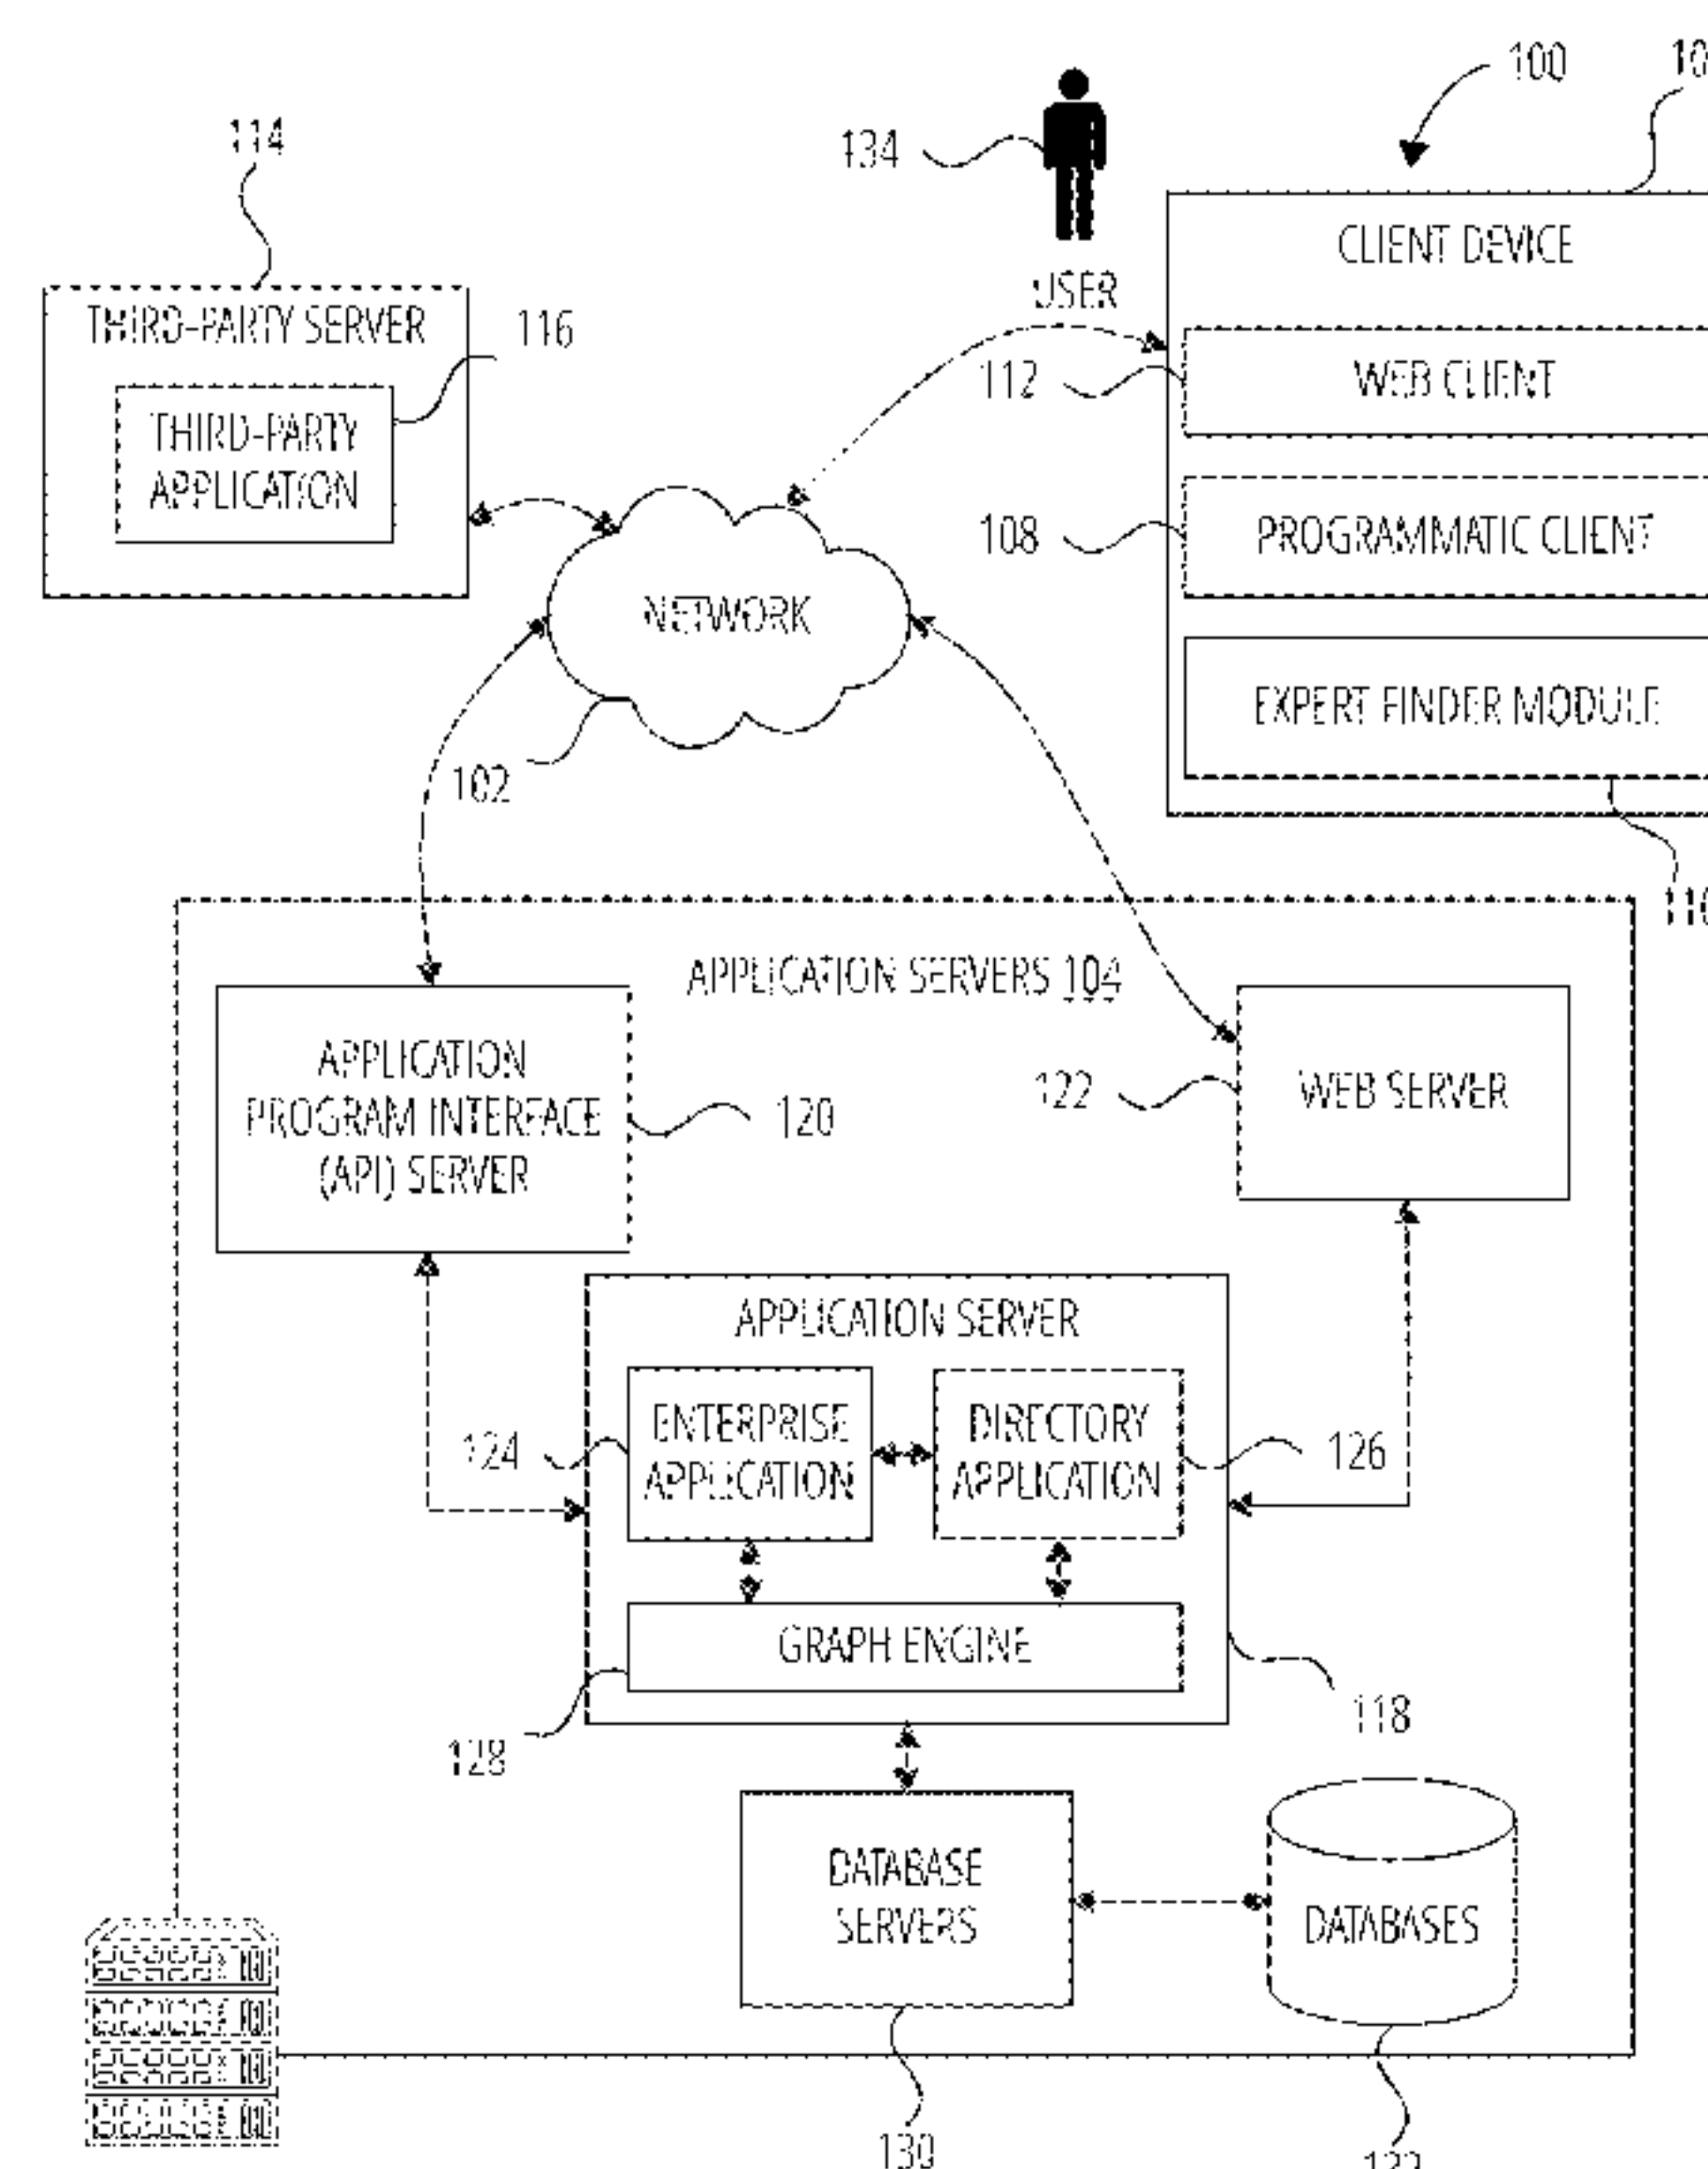 100
114
134
CLIENT DEVICE
USER
THIRD-PARTY SERVER
116
112
WEB CLIENT
THIRD-PARTY
APPLICATION
108
PROGRAMMATIC CLIENT
NETWORK
EXPERT FINDER MODULE
102
APPLICATION SERVERS 104
APPLICATION
PROGRAM INTERFACE
(API) SERVER
120
122
WEB SERVER
APPLICATION SERVER
124
ENTERPRISE
APPLICATION
DIRECTORY
APPLICATION
126
GRAPH ENGINE
128
118
DATABASE
SERVERS
DATABASES
130